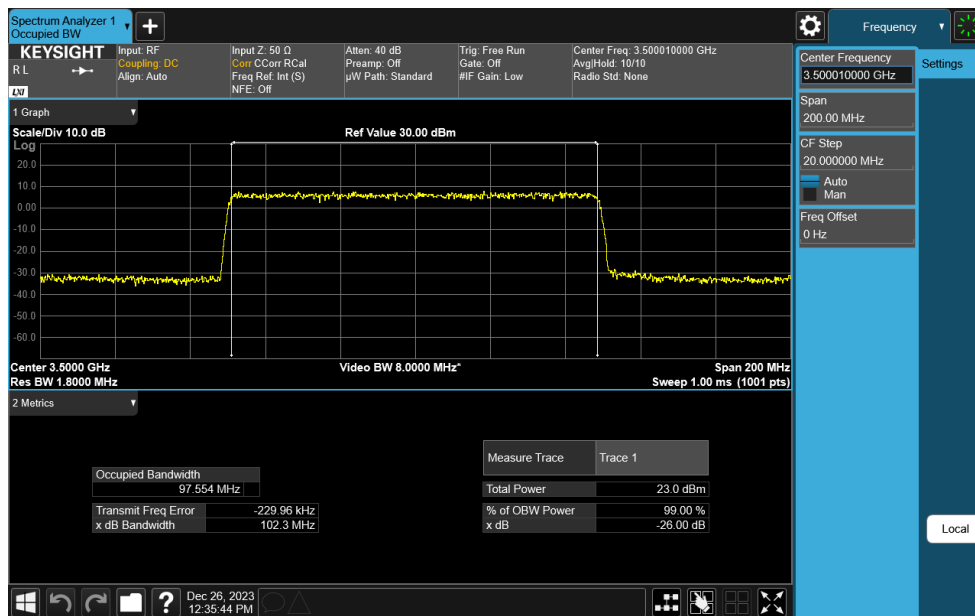 Spectrum Analyzer 1
Occupied BW
Frequency
KEYSIGHT
R L
LXI
Input: RF
Coupling: DC
Align: Auto
Input Z: 50 Ω
Corr CCorr RCal
Freq Ref: Int (S)
NFE: Off
Atten: 40 dB
Preamp: Off
µW Path: Standard
Trig: Free Run
Gate: Off
#IF Gain: Low
Center Freq: 3.500010000 GHz
Avg|Hold: 10/10
Radio Std: None
Center Frequency
3.500010000 GHz
Settings
Span
200.00 MHz
CF Step
20.000000 MHz
Auto
Man
Freq Offset
0 Hz
1 Graph
Scale/Div 10.0 dB
Ref Value 30.00 dBm
Log
20.0
10.0
0.00
-10.0
-20.0
-30.0
-40.0
-50.0
-60.0
Center 3.5000 GHz
Video BW 8.0000 MHz*
Span 200 MHz
Res BW 1.8000 MHz
Sweep 1.00 ms (1001 pts)
2 Metrics
Measure Trace Trace 1
Occupied Bandwidth
97.554 MHz
Total Power 23.0 dBm
Transmit Freq Error -229.96 kHz
% of OBW Power 99.00 %
x dB Bandwidth 102.3 MHz
x dB -26.00 dB
Local
?
Dec 26, 2023
12:35:44 PM